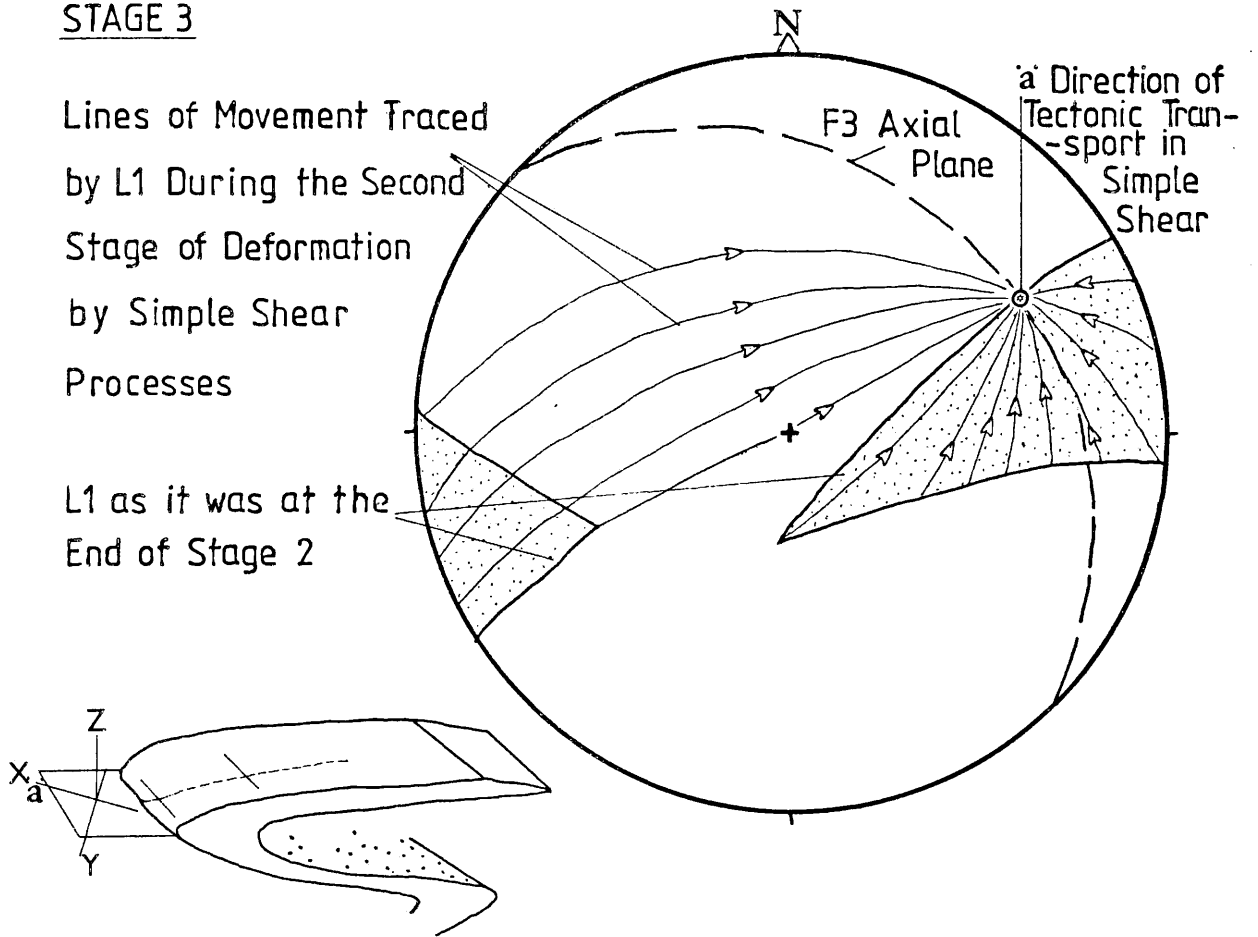 STAGE 3
Lines of Movement Traced
by L1 During the Second
Stage of Deformation
by Simple Shear
Processes
L1 as it was at the
End of Stage 2
N
F3 Axial
Plane
'a' Direction of
Tectonic Tran-
-sport in
Simple
Shear
Z
X
a
Y